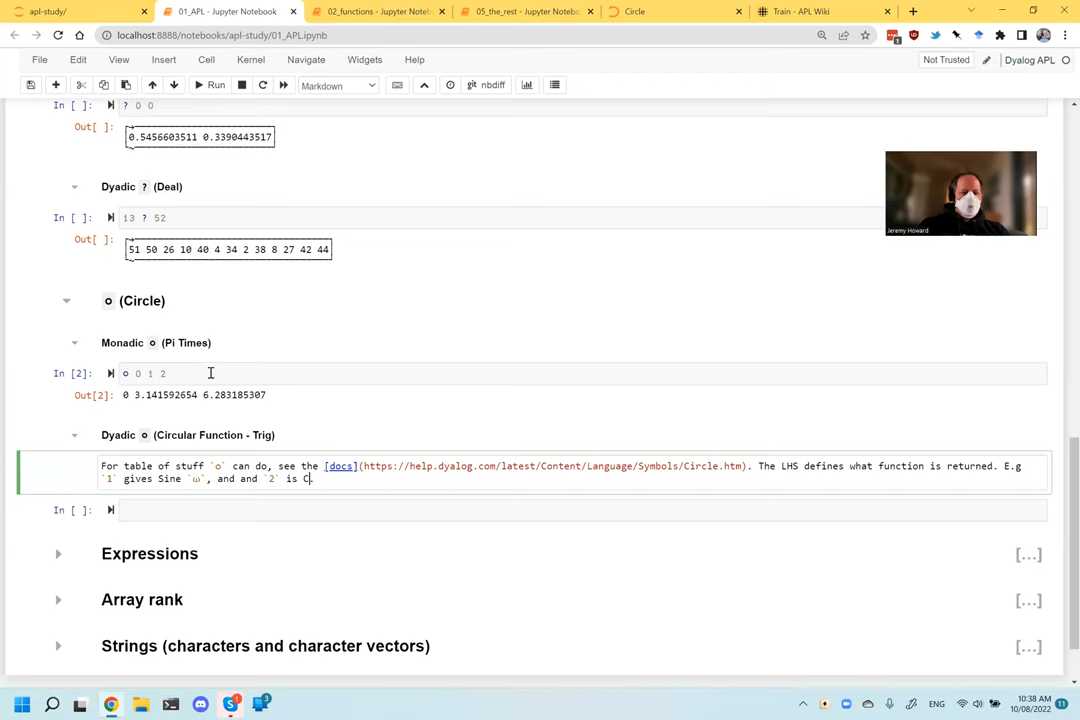 apl-study/
01_APL - Jupyter Notebook
02_functions - Jupyter Noteb
05_the_rest - Jupyter Notebo
Circle
Train - APL Wiki
localhost:8888/notebooks/apl-study/01_APL.ipynb
File Edit View Insert Cell Kernel Navigate Widgets Help
Not Trusted Dyalog APL
Run Markdown nbdiff
In [ ]: ? 0 0
Out[ ]: 0.5456603511 0.3390443517
Dyadic ? (Deal)
In [ ]: 13 ? 52
Out[ ]: 51 50 26 10 40 4 34 2 38 8 27 42 44
Jeremy Howard
○ (Circle)
Monadic ○ (Pi Times)
In [2]: ○ 0 1 2
Out[2]: 0 3.141592654 6.283185307
Dyadic ○ (Circular Function - Trig)
For table of stuff `○` can do, see the [docs](https://help.dyalog.com/latest/Content/Language/Symbols/Circle.htm). The LHS defines what function is returned. E.g
`1` gives Sine `⍵`, and and `2` is C.
In [ ]:
Expressions [...]
Array rank [...]
Strings (characters and character vectors) [...]
1
3
ENG
10:38 AM
10/08/2022
11